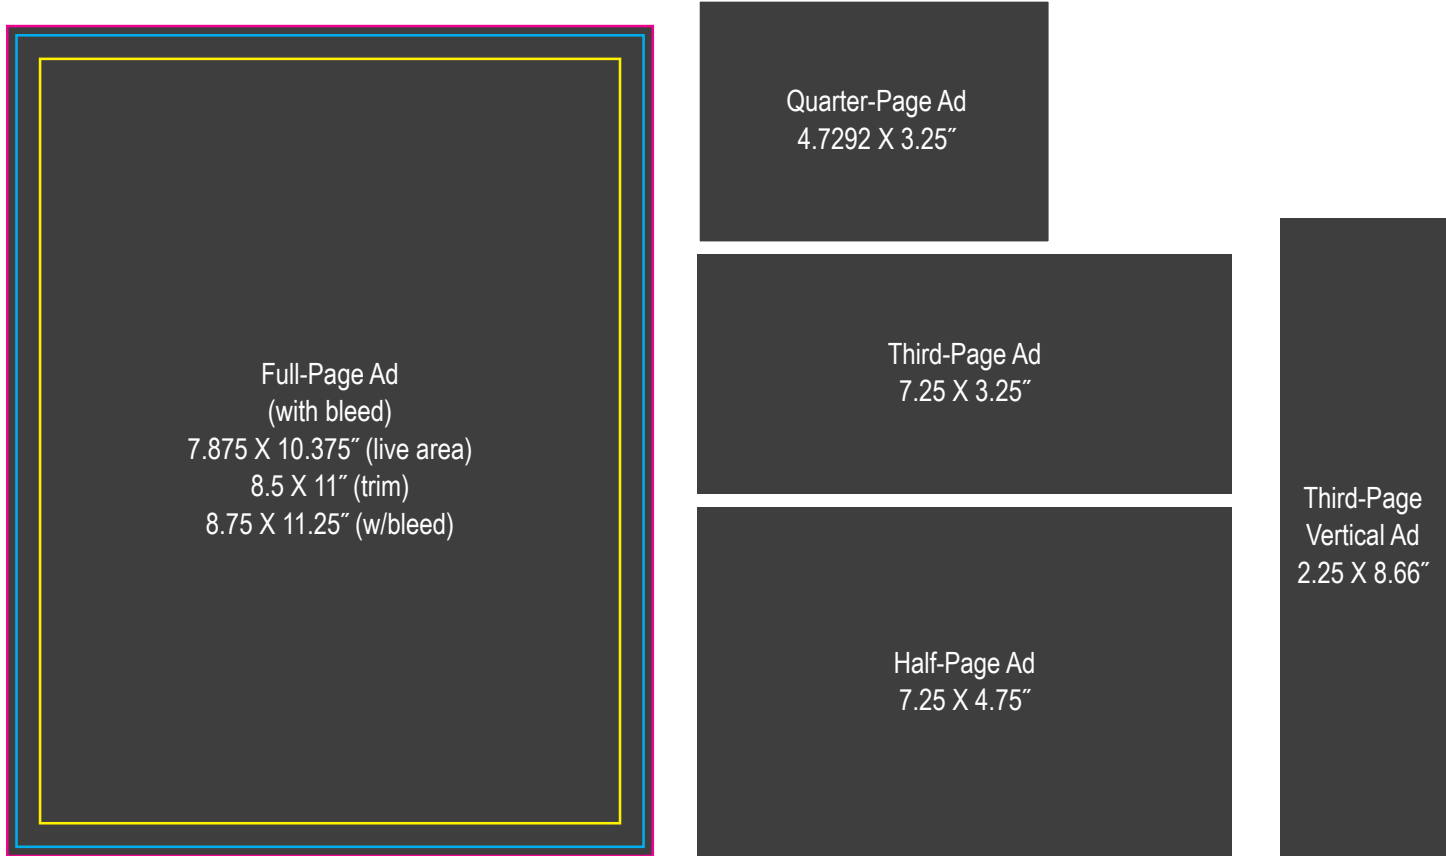 Full-Page Ad
(with bleed)
7.875 X 10.375˝ (live area)
8.5 X 11˝ (trim)
8.75 X 11.25˝ (w/bleed)
Quarter-Page Ad
4.7292 X 3.25˝
Third-Page Ad
7.25 X 3.25˝
Half-Page Ad
7.25 X 4.75˝
Third-Page
Vertical Ad
2.25 X 8.66˝